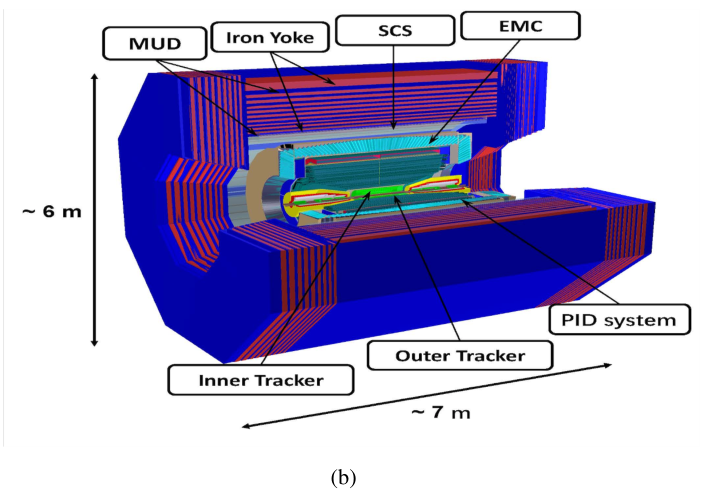 MUD
Iron Yoke
SCS
EMC
~ 6 m
PID system
Outer Tracker
Inner Tracker
~ 7 m
(b)